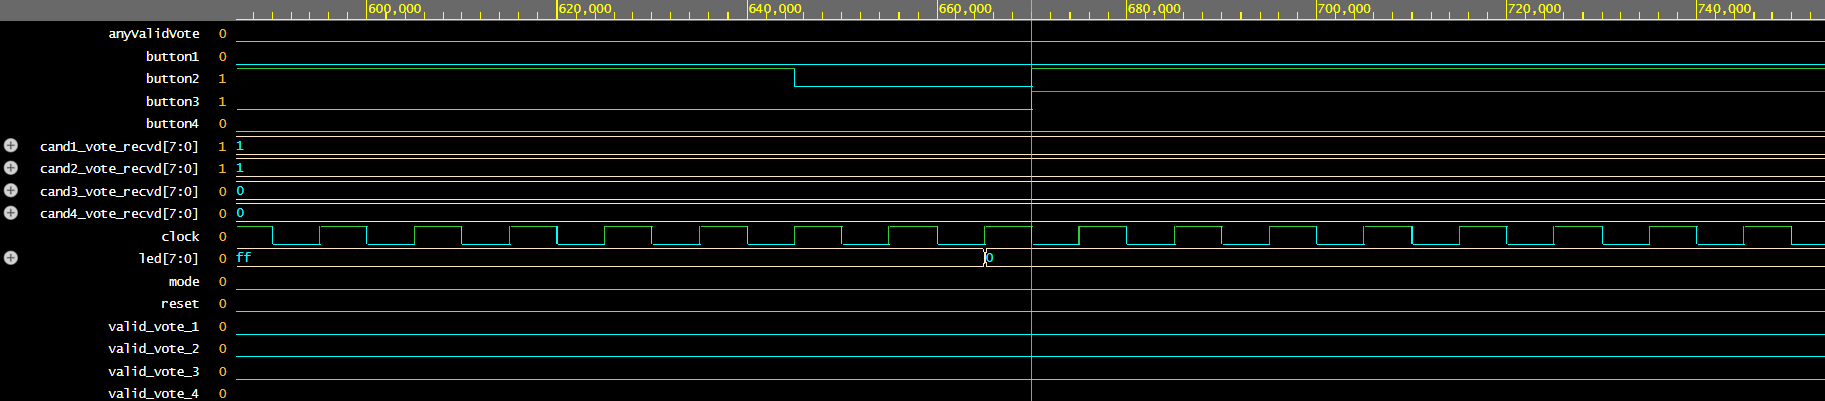 600,000 620,000 640,000 660,000 680,000 700,000 720,000 740,000
anyValidVote 0
button1 0
button2 1
button3 1
button4 0
cand1_vote_recvd[7:0] 1 1
cand2_vote_recvd[7:0] 1 1
cand3_vote_recvd[7:0] 0 0
cand4_vote_recvd[7:0] 0 0
clock 0
led[7:0] 0 ff 0
mode 0
reset 0
valid_vote_1 0
valid_vote_2 0
valid_vote_3 0
valid_vote_4 0